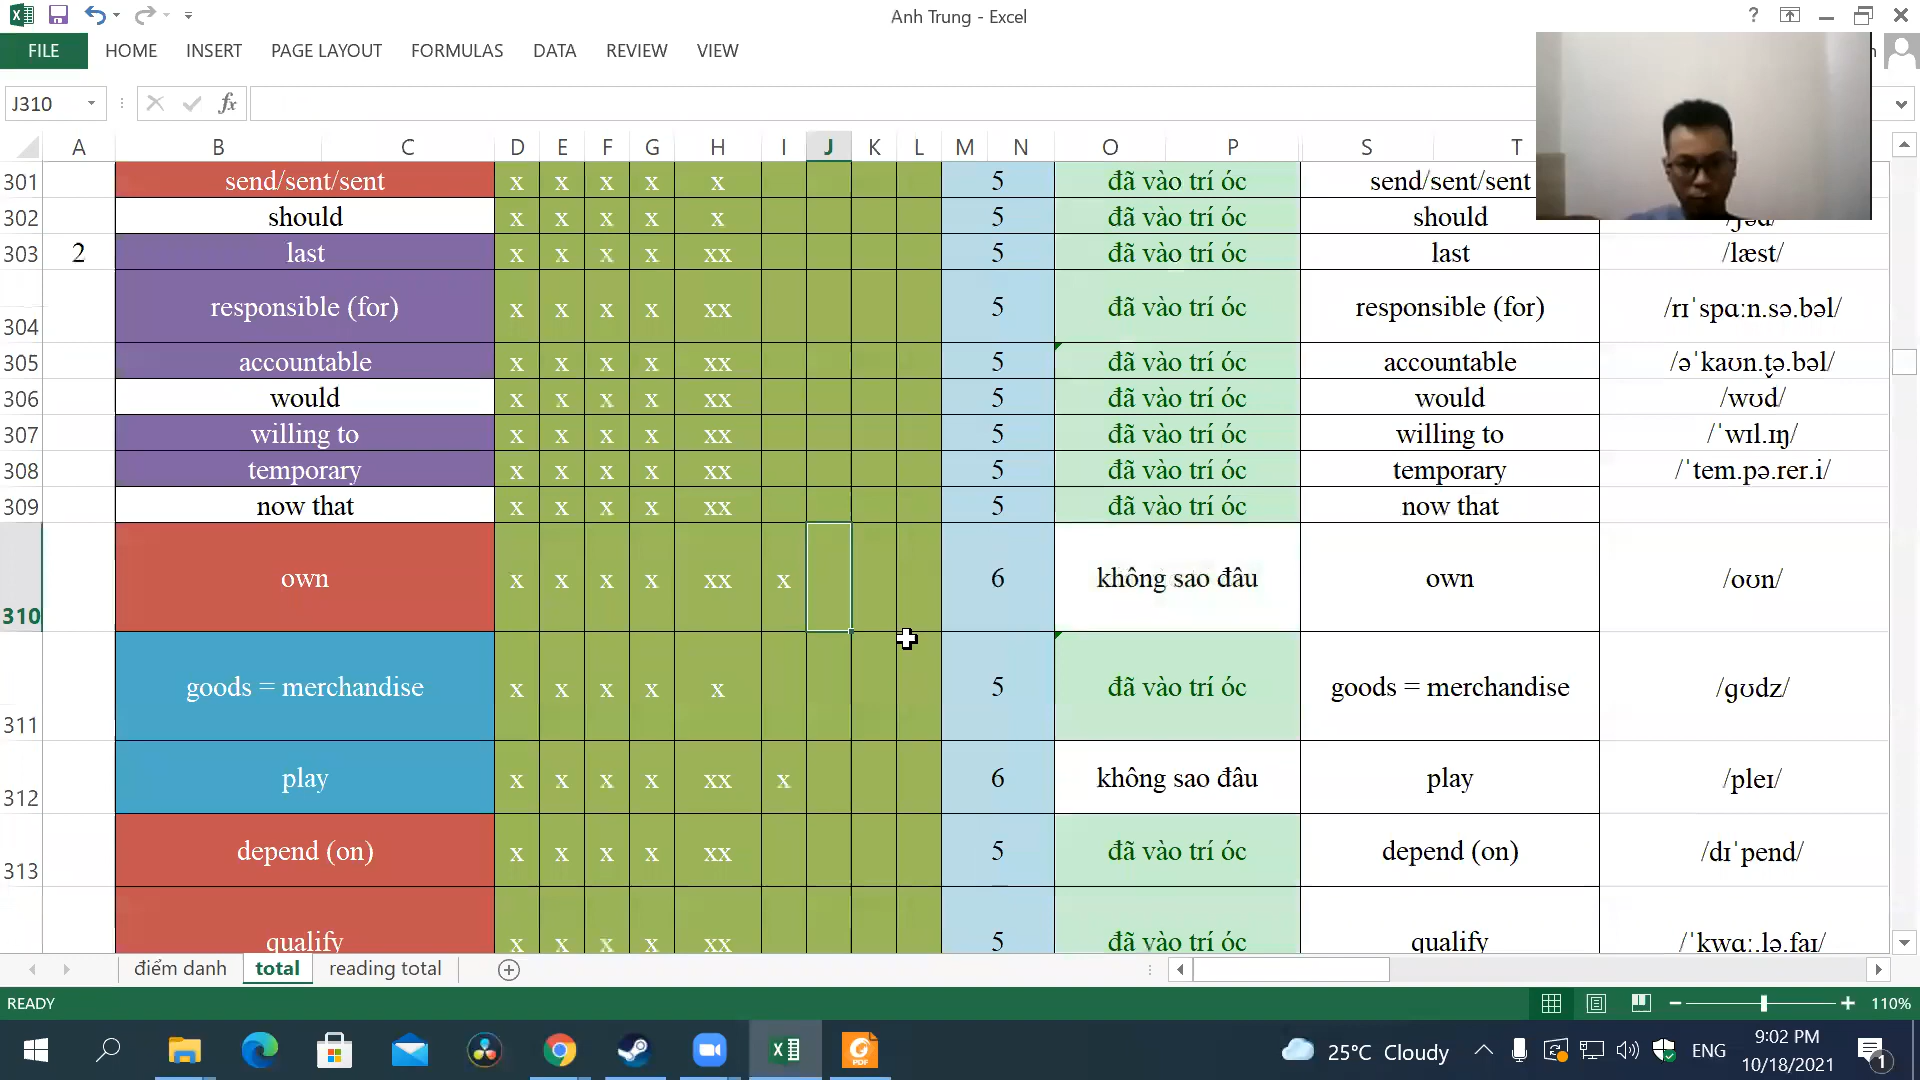 Anh Trung - Excel
?
FILE HOME INSERT PAGE LAYOUT FORMULAS DATA REVIEW VIEW
J310 fx
A B C D E F G H I J K L M N O P S T
301 send/sent/sent x x x x x 5 đã vào trí óc send/sent/sent
302 should x x x x x 5 đã vào trí óc should
303 2 last x x x x xx 5 đã vào trí óc last /læst/
304 responsible (for) x x x x xx 5 đã vào trí óc responsible (for) /rɪˈspɑːn.sə.bəl/
305 accountable x x x x xx 5 đã vào trí óc accountable /əˈkaʊn.t̬ə.bəl/
306 would x x x x xx 5 đã vào trí óc would /wʊd/
307 willing to x x x x xx 5 đã vào trí óc willing to /ˈwɪl.ɪŋ/
308 temporary x x x x xx 5 đã vào trí óc temporary /ˈtem.pə.rer.i/
309 now that x x x x xx 5 đã vào trí óc now that
310 own x x x x xx x 6 không sao đâu own /oʊn/
311 goods = merchandise x x x x x 5 đã vào trí óc goods = merchandise /ɡʊdz/
312 play x x x x xx x 6 không sao đâu play /pleɪ/
313 depend (on) x x x x xx 5 đã vào trí óc depend (on) /dɪˈpend/
qualify x x x x xx 5 đã vào trí óc qualify /ˈkwɑː.lə.faɪ/
điểm danh total reading total
READY 110%
25°C Cloudy ENG 9:02 PM
10/18/2021 1
PDF